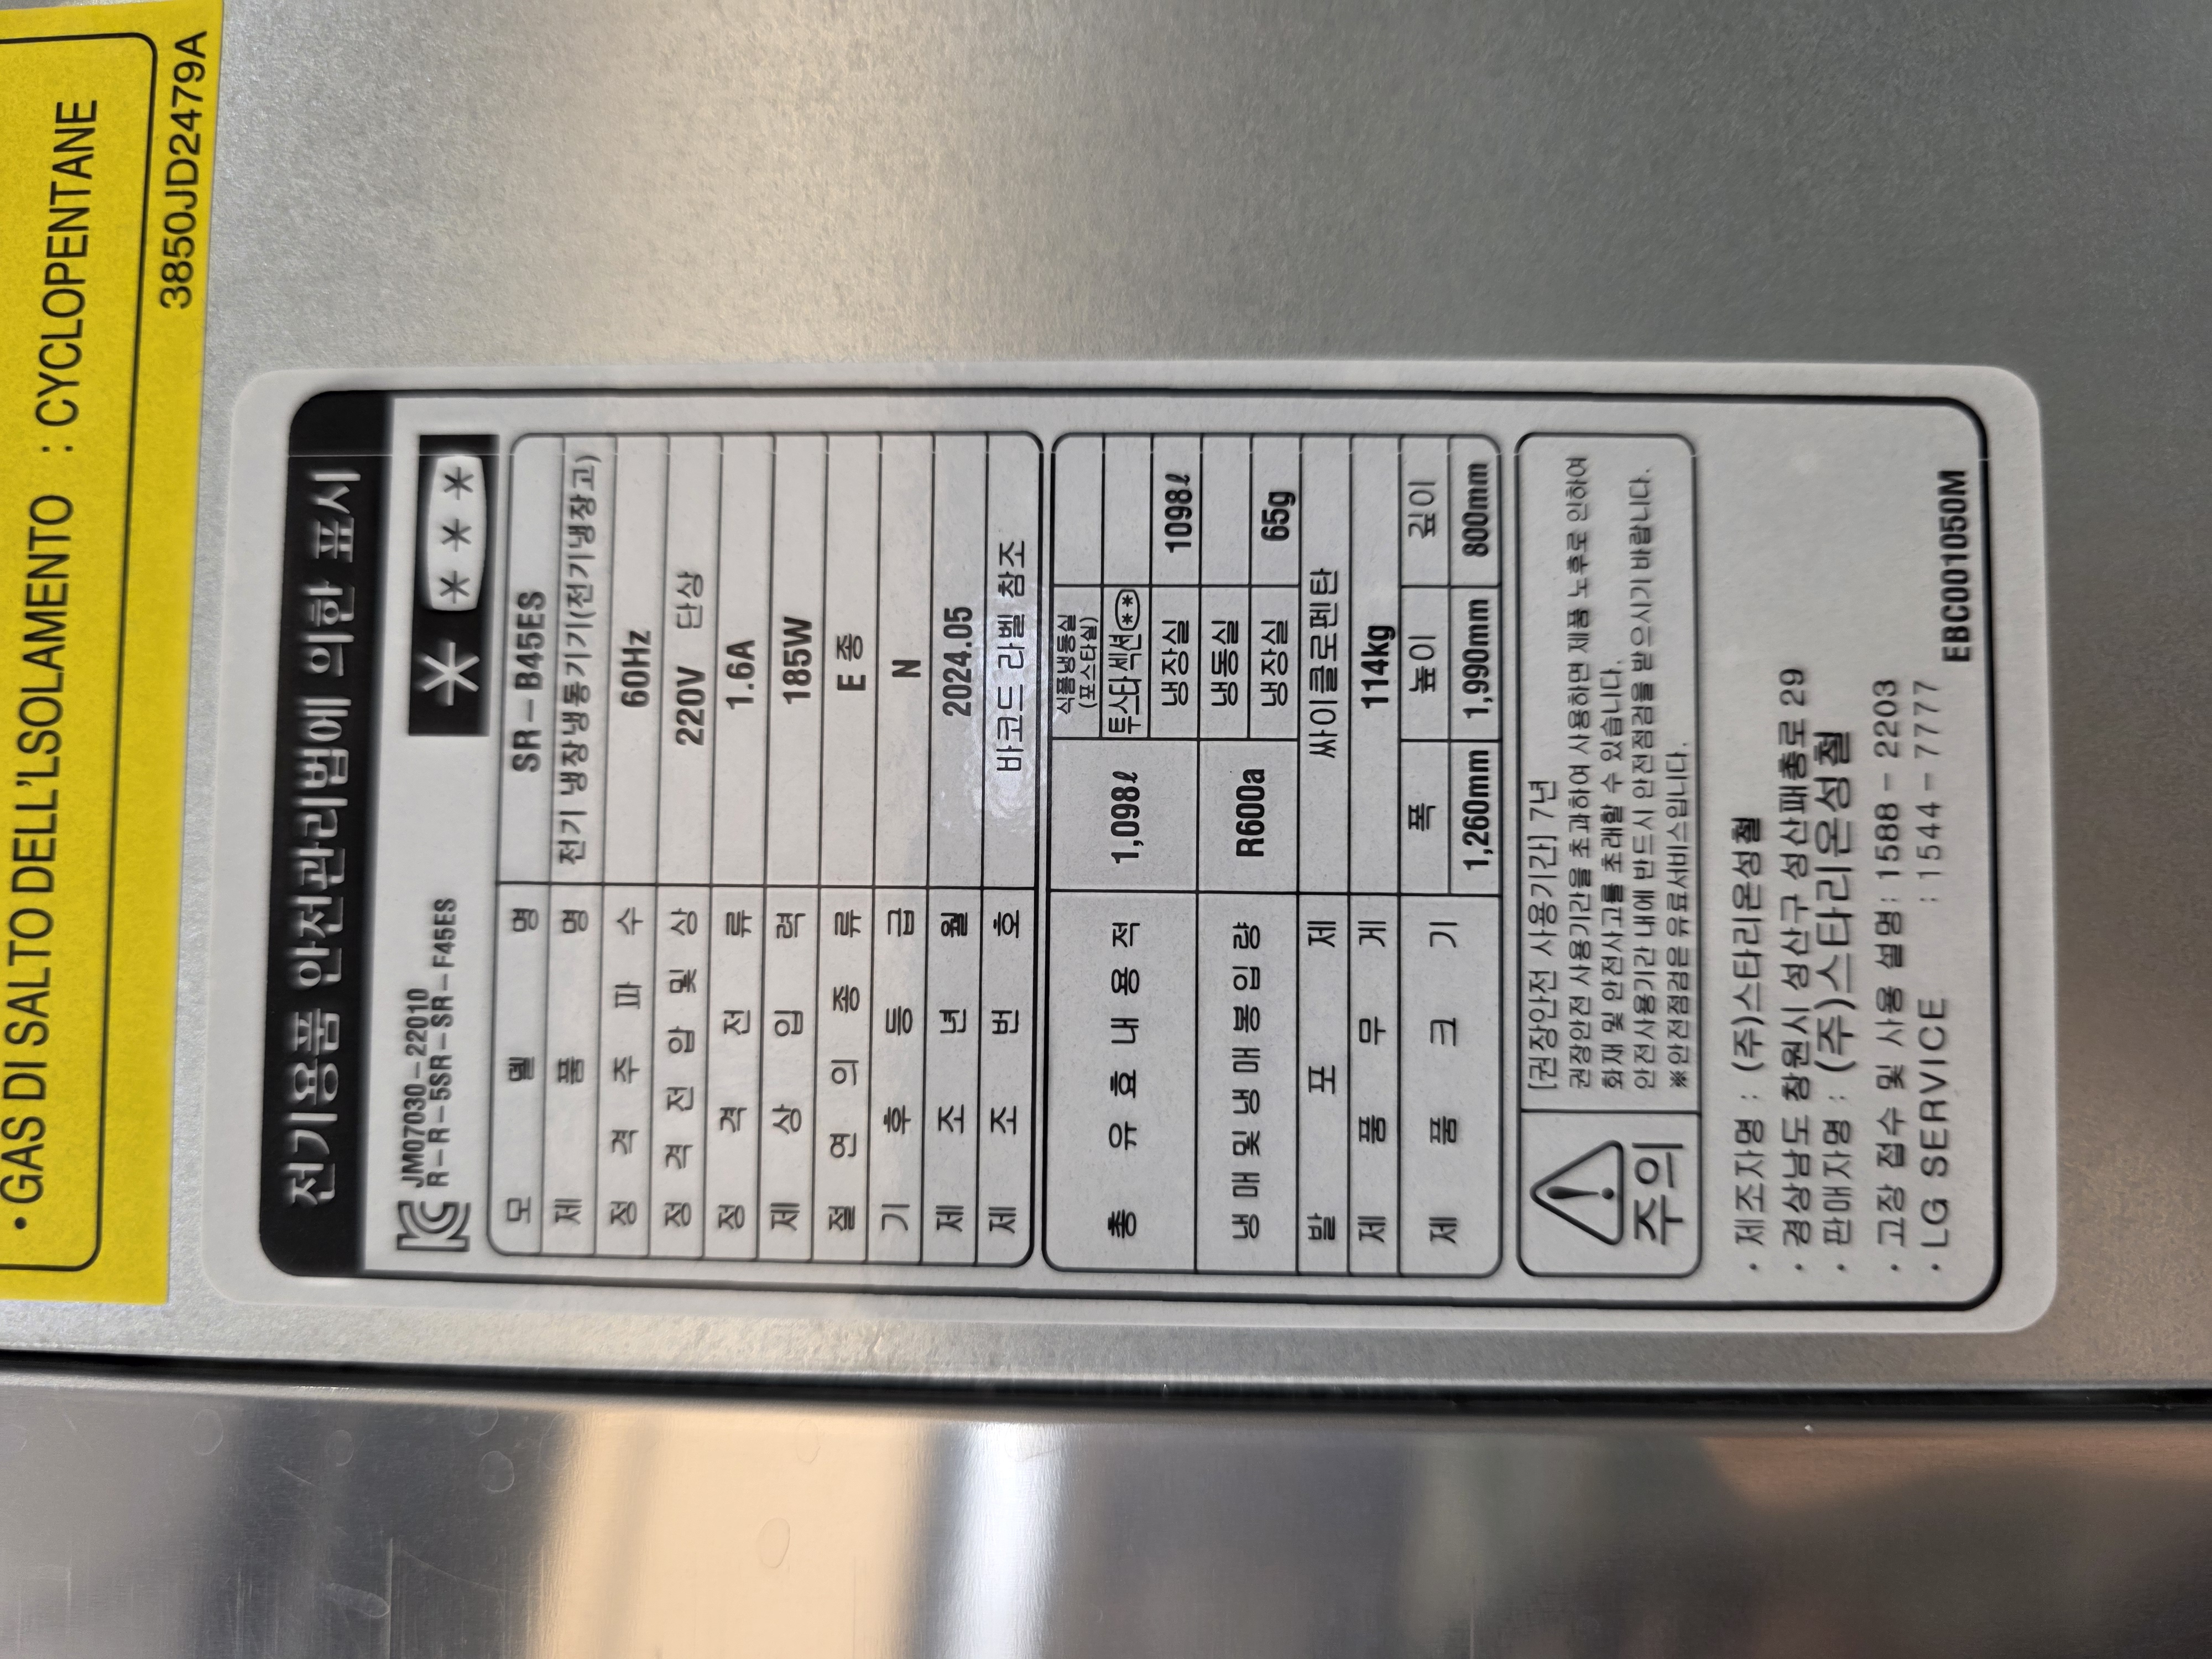 • GAS DI SALTO DELL'LSOLAMENTO : CYCLOPENTANE
3850JD2479A
전기용품 안전관리법에 의한 표시
JM07030-22010
R-R-5SR-SR-F45ES
모 델 명 SR-B45ES
제 품 명 전기 냉장냉동기기(전기냉장고)
정 격 주 파 수 60Hz
정 격 전 압 및 상 220V 단상
정 격 전 류 1.6A
제 상 입 력 185W
절 연 의 종 류 E 종
기 후 등 급 N
제 조 년 월 2024.05
제 조 번 호 바코드 라벨 참조
총 유 효 내 용 적 1,098ℓ
식품냉동실
(포스타실)
투스타 섹션 **
냉장실 1098ℓ
냉 매 및 냉 매 봉 입 량 R600a
냉동실
냉장실 65g
발 포 제 싸이클로펜탄
제 품 무 게 114kg
제 품 크 기
폭 높이 깊이
1,260mm 1,990mm 800mm
주의
[권장안전 사용기간] 7년
권장안전 사용기간을 초과하여 사용하면 제품 노후로 인하여
화재 및 안전사고를 초래할 수 있습니다.
안전사용기간 내에 반드시 안전점검을 받으시기 바랍니다.
※안전점검은 유료서비스입니다.
• 제조자명 : (주)스타리온성철
• 경상남도 창원시 성산구 성산패총로 29
• 판매자명 : (주)스타리온성철
• 고장 접수 및 사용 설명 : 1588-2203
• LG SERVICE : 1544-7777
EBC001050M